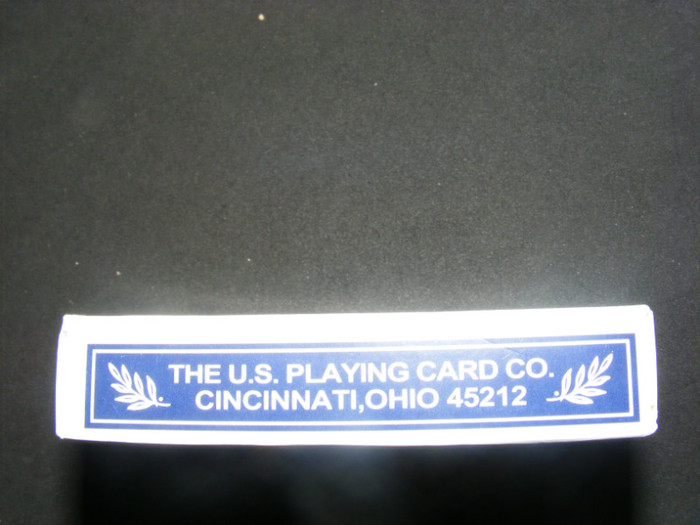 THE U.S. PLAYING CARD CO.
CINCINNATI,OHIO 45212